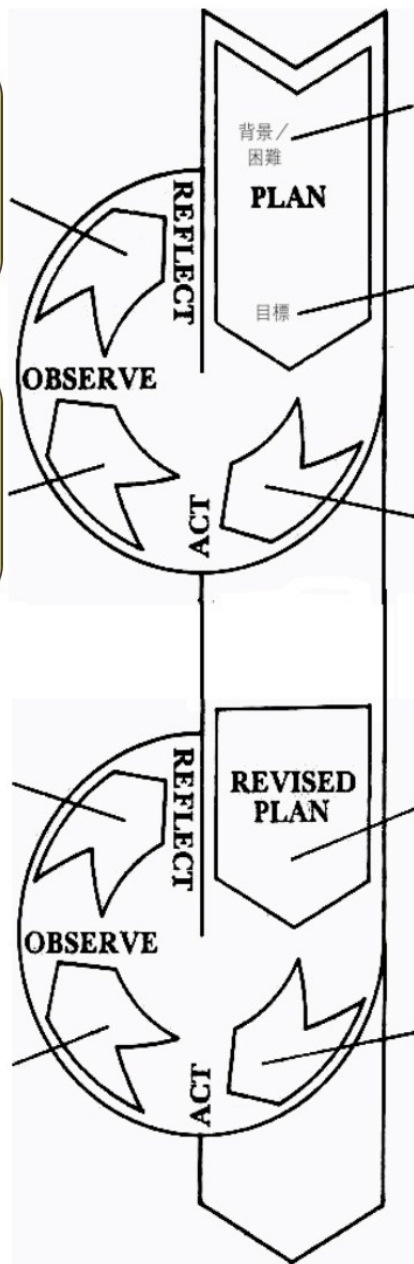 背景／
困難
PLAN
目標
REFLECT
OBSERVE
ACT
REVISED
PLAN
REFLECT
OBSERVE
ACT